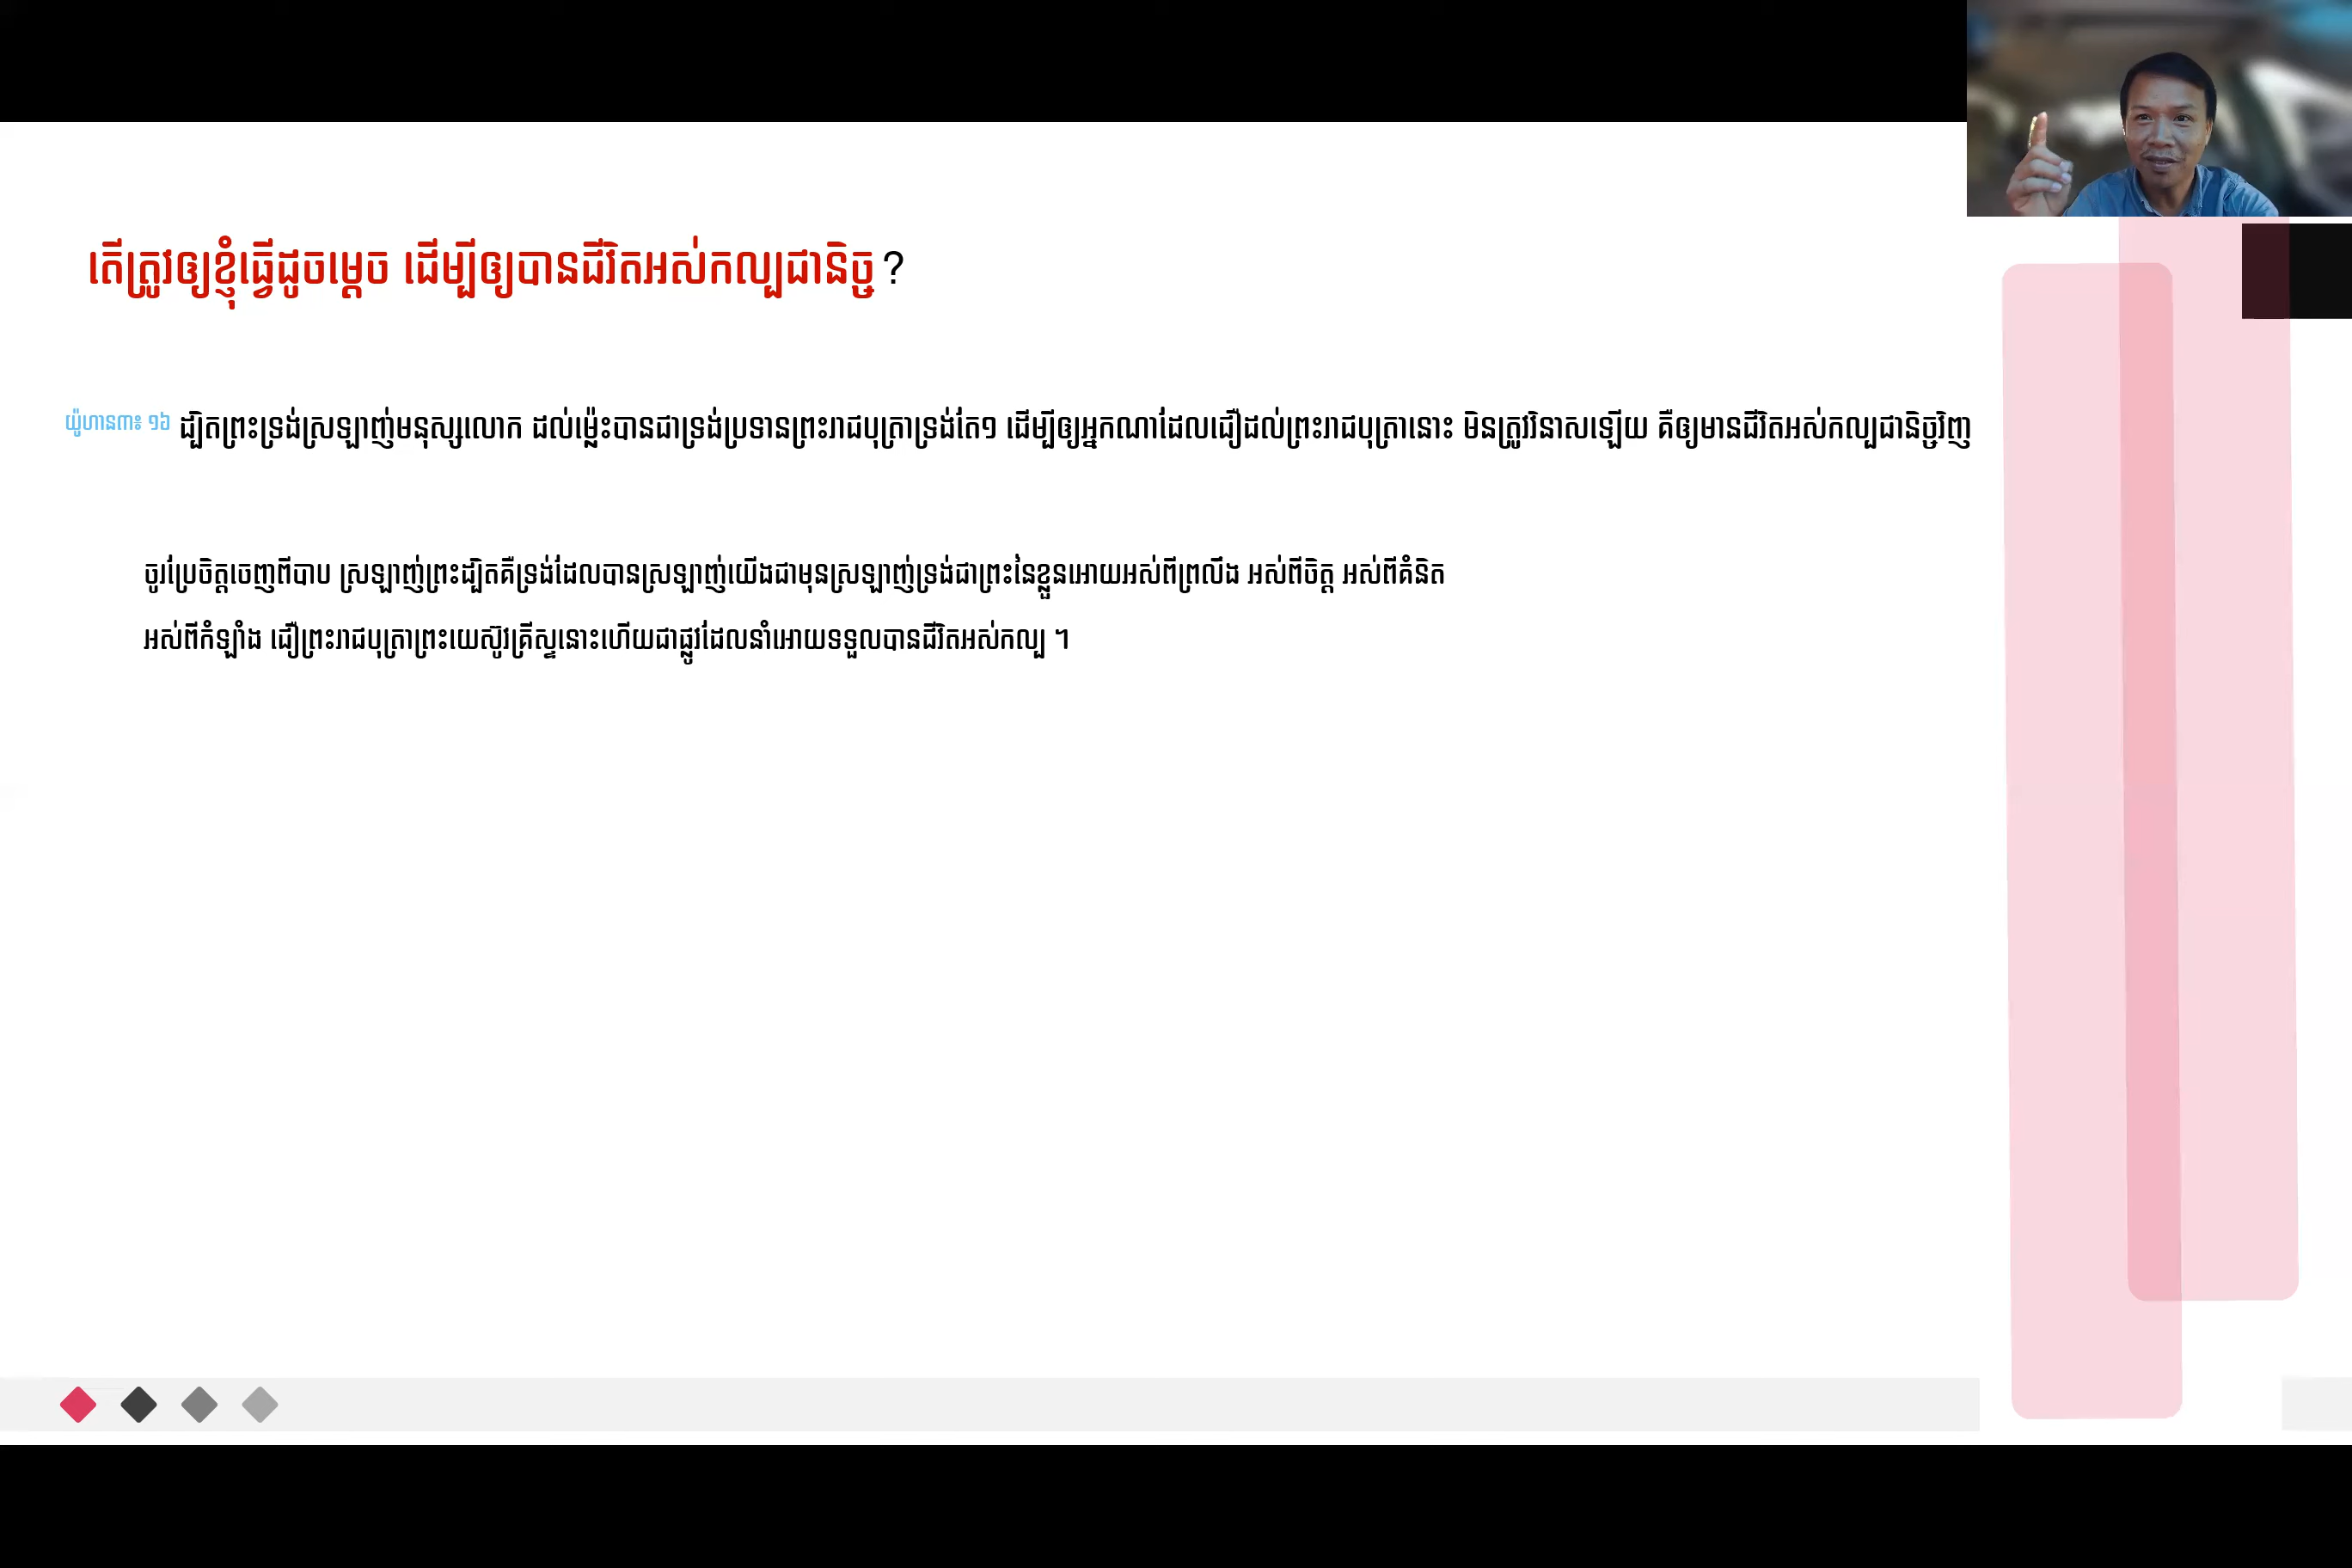 តើត្រូវឲ្យខ្ញុំធ្វើដូចម្តេច ដើម្បីឲ្យបានជីវិតអស់កល្បជានិច្ច?
យ៉ូហាន៣៖ ១៦ ដ្បិតព្រះទ្រង់ស្រឡាញ់មនុស្សលោក ដល់ម៉្លេះបានជាទ្រង់ប្រទានព្រះរាជបុត្រាទ្រង់តែ១ ដើម្បីឲ្យអ្នកណាដែលជឿដល់ព្រះរាជបុត្រានោះ មិនត្រូវវិនាសឡើយ គឺឲ្យមានជីវិតអស់កល្បជានិច្ចវិញ
ចូរប្រែចិត្តចេញពីបាប ស្រឡាញ់ព្រះដ្បិតគឺទ្រង់ដែលបានស្រឡាញ់យើងជាមុនស្រឡាញ់ទ្រង់ជាព្រះនៃខ្លួនអោយអស់ពីព្រលឹង អស់ពីចិត្ត អស់ពីគំនិត
អស់ពីកំឡាំង ជឿព្រះរាជបុត្រាព្រះយេស៊ូវគ្រីស្ទនោះហើយជាផ្លូវដែលនាំអោយទទួលបានជីវិតអស់កល្ប ។